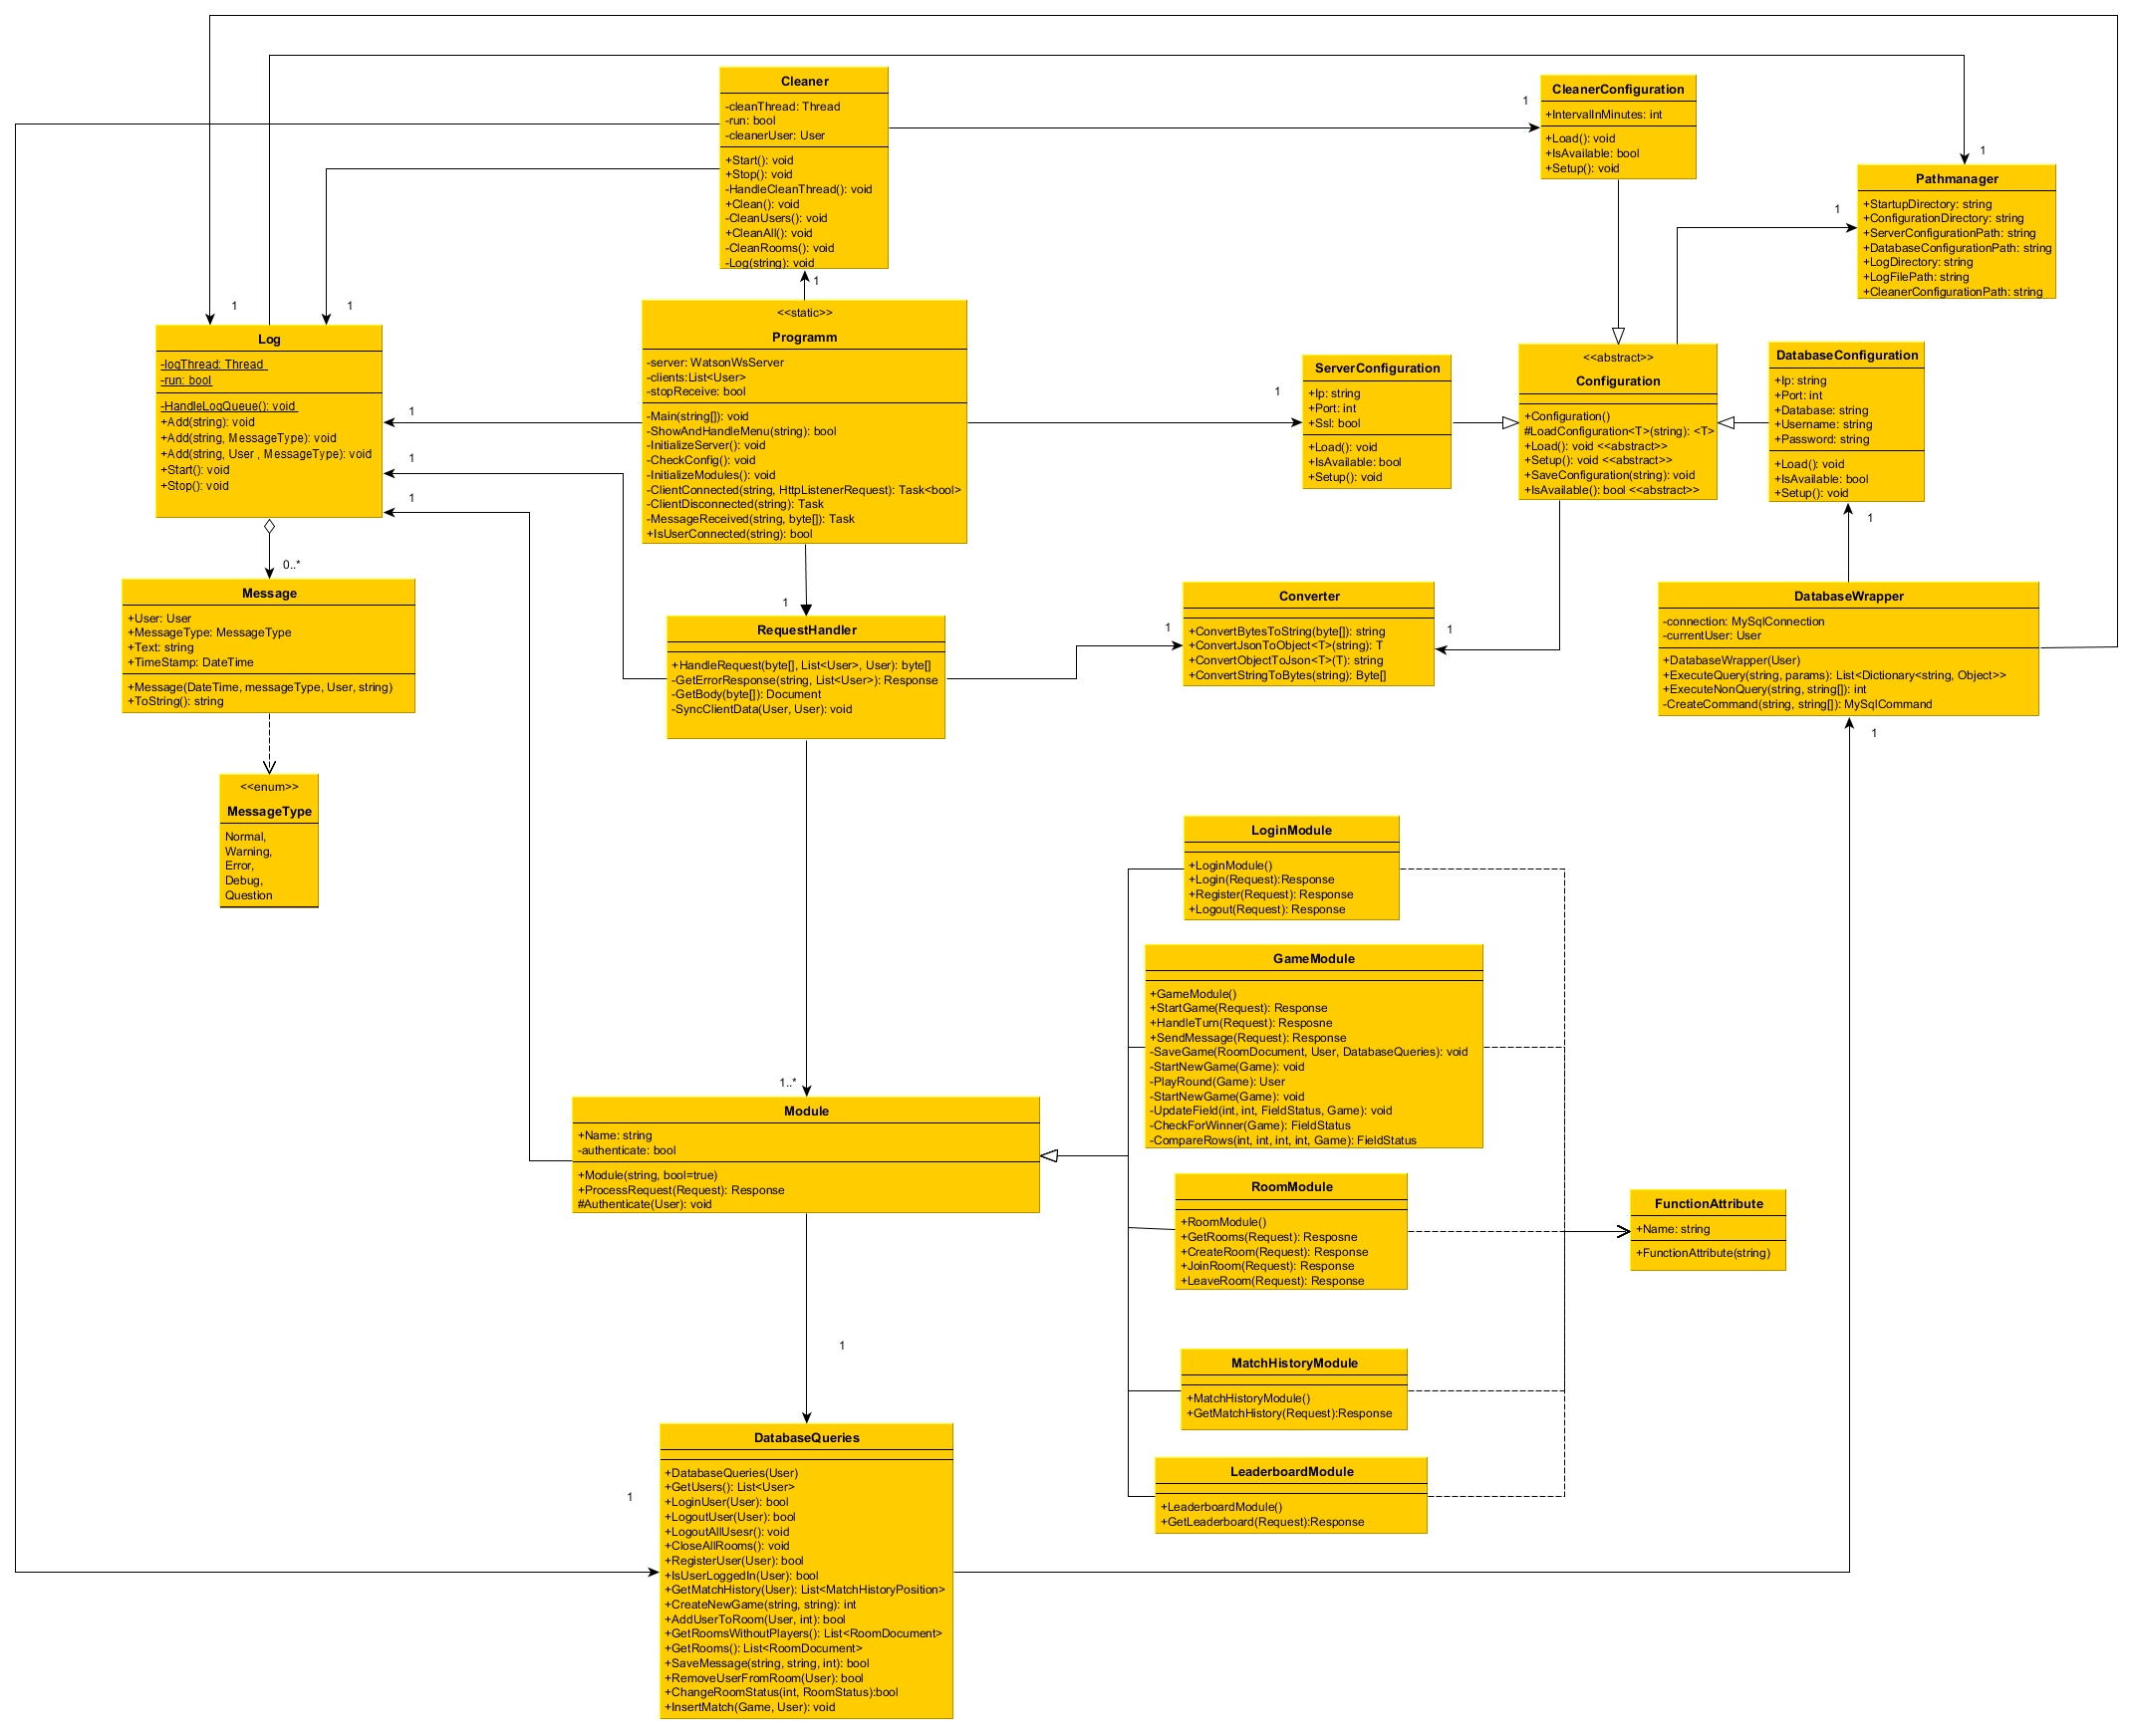 Cleaner
-cleanThread: Thread
-run: bool
-cleanerUser: User
+Start(): void
+Stop(): void
-HandleCleanThread(): void
+Clean(): void
-CleanUsers(): void
+CleanAll(): void
-CleanRooms(): void
-Log(string): void
1
CleanerConfiguration
+IntervalInMinutes: int
+Load(): void
+IsAvailable: bool
+Setup(): void
1
1
Pathmanager
+StartupDirectory: string
+ConfigurationDirectory: string
+ServerConfigurationPath: string
+DatabaseConfigurationPath: string
+LogDirectory: string
+LogFilePath: string
+CleanerConfigurationPath: string
1
1
1
Log
-logThread: Thread
-run: bool
-HandleLogQueue(): void
+Add(string): void
+Add(string, MessageType): void
+Add(string, User , MessageType): void
+Start(): void
+Stop(): void
1
<<static>>
Programm
-server: WatsonWsServer
-clients:List<User>
-stopReceive: bool
-Main(string[]): void
-ShowAndHandleMenu(string): bool
-InitializeServer(): void
-CheckConfig(): void
-InitializeModules(): void
-ClientConnected(string, HttpListenerRequest): Task<bool>
-ClientDisconnected(string): Task
-MessageReceived(string, byte[]): Task
+IsUserConnected(string): bool
1
1
1
1
ServerConfiguration
+Ip: string
+Port: int
+Ssl: bool
+Load(): void
+IsAvailable: bool
+Setup(): void
<<abstract>>
Configuration
+Configuration()
#LoadConfiguration<T>(string): <T>
+Load(): void <<abstract>>
+Setup(): void <<abstract>>
+SaveConfiguration(string): void
+IsAvailable(): bool <<abstract>>
DatabaseConfiguration
+Ip: string
+Port: int
+Database: string
+Username: string
+Password: string
+Load(): void
+IsAvailable: bool
+Setup(): void
1
0..*
Message
+User: User
+MessageType: MessageType
+Text: string
+TimeStamp: DateTime
+Message(DateTime, messageType, User, string)
+ToString(): string
1
RequestHandler
+HandleRequest(byte[], List<User>, User): byte[]
-GetErrorResponse(string, List<User>): Response
-GetBody(byte[]): Document
-SyncClientData(User, User): void
1
Converter
+ConvertBytesToString(byte[]): string
+ConvertJsonToObject<T>(string): T
+ConvertObjectToJson<T>(T): string
+ConvertStringToBytes(string): Byte[]
1
DatabaseWrapper
-connection: MySqlConnection
-currentUser: User
+DatabaseWrapper(User)
+ExecuteQuery(string, params): List<Dictionary<string, Object>>
+ExecuteNonQuery(string, string[]): int
-CreateCommand(string, string[]): MySqlCommand
1
<<enum>>
MessageType
Normal,
Warning,
Error,
Debug,
Question
LoginModule
+LoginModule()
+Login(Request):Response
+Register(Request): Response
+Logout(Request): Response
GameModule
+GameModule()
+StartGame(Request): Response
+HandleTurn(Request): Resposne
+SendMessage(Request): Response
-SaveGame(RoomDocument, User, DatabaseQueries): void
-StartNewGame(Game): void
-PlayRound(Game): User
-StartNewGame(Game): void
-UpdateField(int, int, FieldStatus, Game): void
-CheckForWinner(Game): FieldStatus
-CompareRows(int, int, int, int, Game): FieldStatus
1..*
Module
+Name: string
-authenticate: bool
+Module(string, bool=true)
+ProcessRequest(Request): Response
#Authenticate(User): void
RoomModule
+RoomModule()
+GetRooms(Request): Resposne
+CreateRoom(Request): Response
+JoinRoom(Request): Response
+LeaveRoom(Request): Response
FunctionAttribute
+Name: string
+FunctionAttribute(string)
1
MatchHistoryModule
+MatchHistoryModule()
+GetMatchHistory(Request):Response
LeaderboardModule
+LeaderboardModule()
+GetLeaderboard(Request):Response
1
DatabaseQueries
+DatabaseQueries(User)
+GetUsers(): List<User>
+LoginUser(User): bool
+LogoutUser(User): bool
+LogoutAllUsesr(): void
+CloseAllRooms(): void
+RegisterUser(User): bool
+IsUserLoggedIn(User): bool
+GetMatchHistory(User): List<MatchHistoryPosition>
+CreateNewGame(string, string): int
+AddUserToRoom(User, int): bool
+GetRoomsWithoutPlayers(): List<RoomDocument>
+GetRooms(): List<RoomDocument>
+SaveMessage(string, string, int): bool
+RemoveUserFromRoom(User): bool
+ChangeRoomStatus(int, RoomStatus):bool
+InsertMatch(Game, User): void